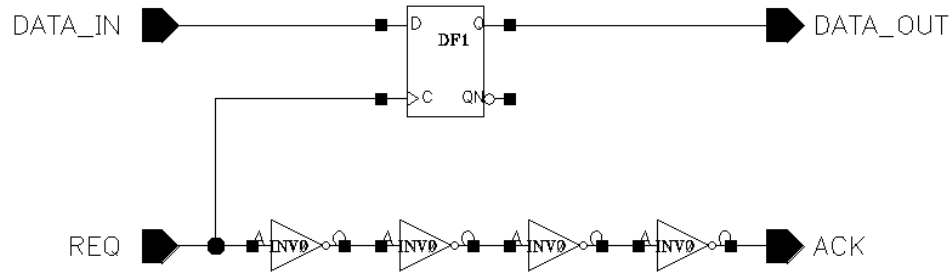 DATA_IN D Q DATA_OUT
DF1
C QN
REQ A INV0 Q A INV0 Q A INV0 Q A INV0 Q ACK